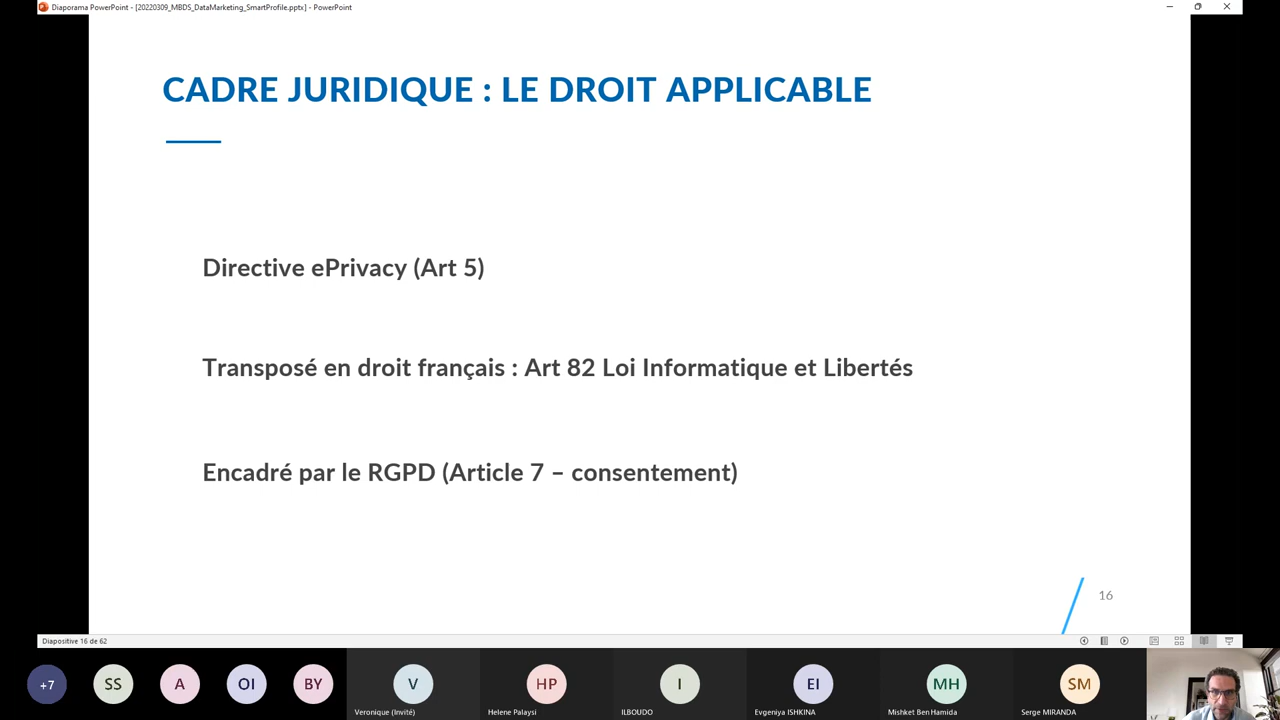 Diaporama PowerPoint - [20220309_MBDS_DataMarketing_SmartProfile.pptx] - PowerPoint
CADRE JURIDIQUE : LE DROIT APPLICABLE
Directive ePrivacy (Art 5)
Transposé en droit français : Art 82 Loi Informatique et Libertés
Encadré par le RGPD (Article 7 – consentement)
16
Diapositive 16 de 62
+7
SS
A
OI
BY
V
HP
I
EI
MH
SM
Veronique (Invité)
Helene Palaysi
ILBOUDO
Evgeniya ISHKINA
Mishket Ben Hamida
Serge MIRANDA